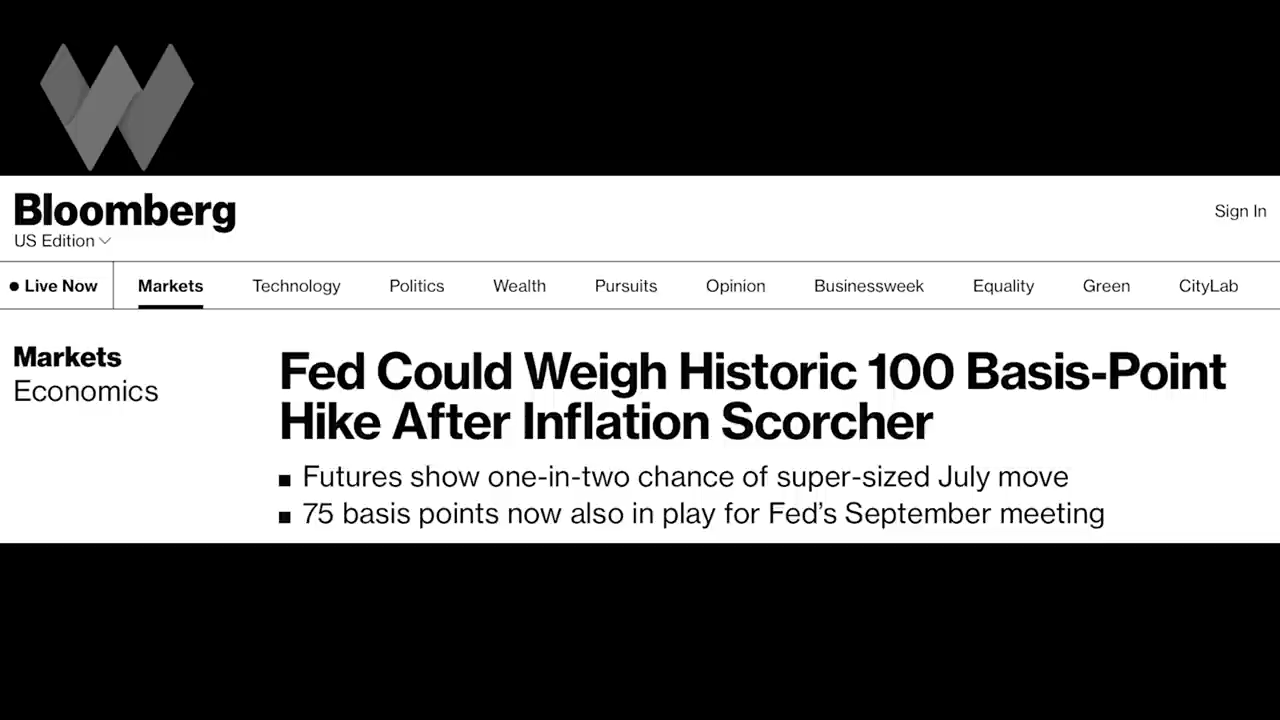 Bloomberg
Sign In
US Edition
Live Now Markets Technology Politics Wealth Pursuits Opinion Businessweek Equality Green CityLab
Markets
Economics
Fed Could Weigh Historic 100 Basis-Point
Hike After Inflation Scorcher
■ Futures show one-in-two chance of super-sized July move
■ 75 basis points now also in play for Fed’s September meeting